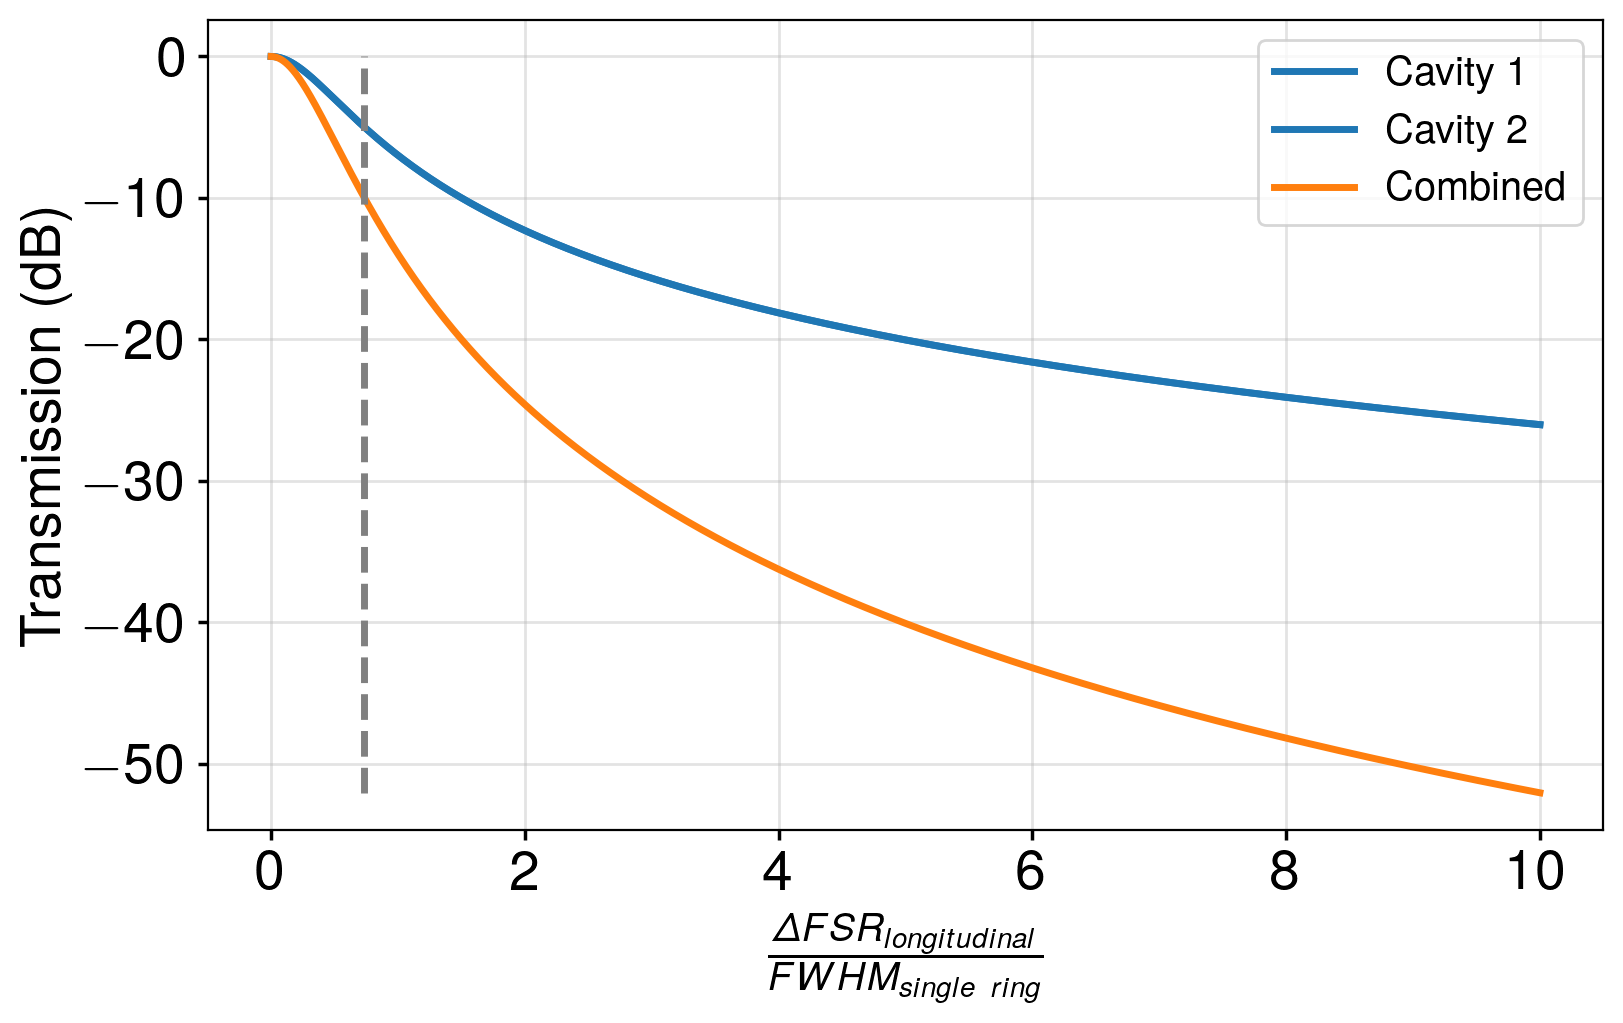 Transmission (dB)
0
−10
−20
−30
−40
−50
Cavity 1
Cavity 2
Combined
0 2 4 6 8 10
ΔFSR_longitudinal
FWHM_single ring